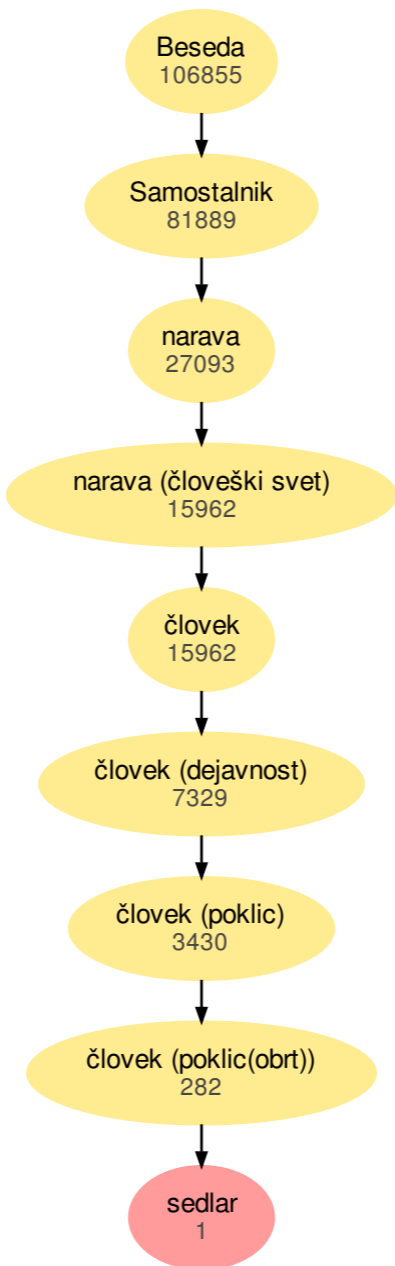 Beseda
106855
Samostalnik
81889
narava
27093
narava (človeški svet)
15962
človek
15962
človek (dejavnost)
7329
človek (poklic)
3430
človek (poklic(obrt))
282
sedlar
1